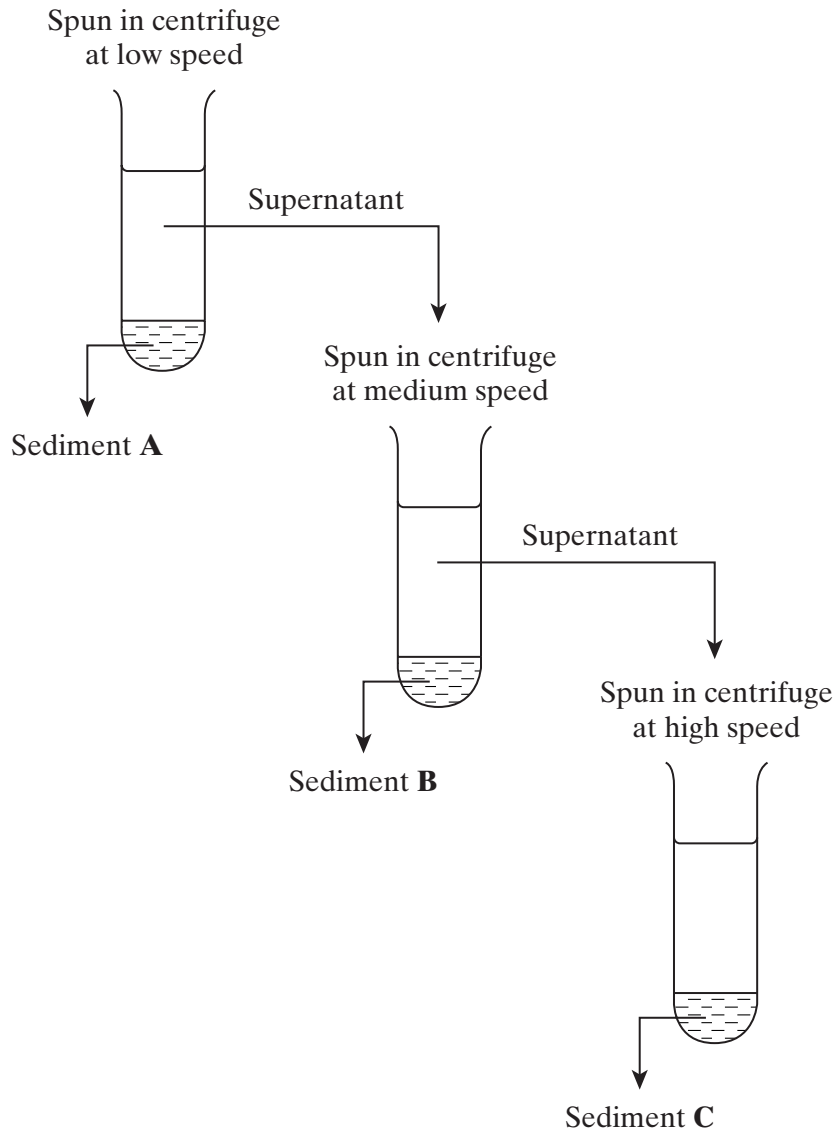 Spun in centrifuge
at low speed
Supernatant
Sediment A
Spun in centrifuge
at medium speed
Supernatant
Sediment B
Spun in centrifuge
at high speed
Sediment C